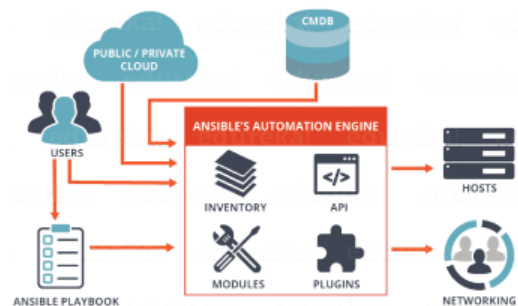 CMDB
PUBLIC / PRIVATE
CLOUD
ANSIBLE'S AUTOMATION ENGINE
USERS
</>
HOSTS
INVENTORY
API
MODULES
PLUGINS
ANSIBLE PLAYBOOK
NETWORKING